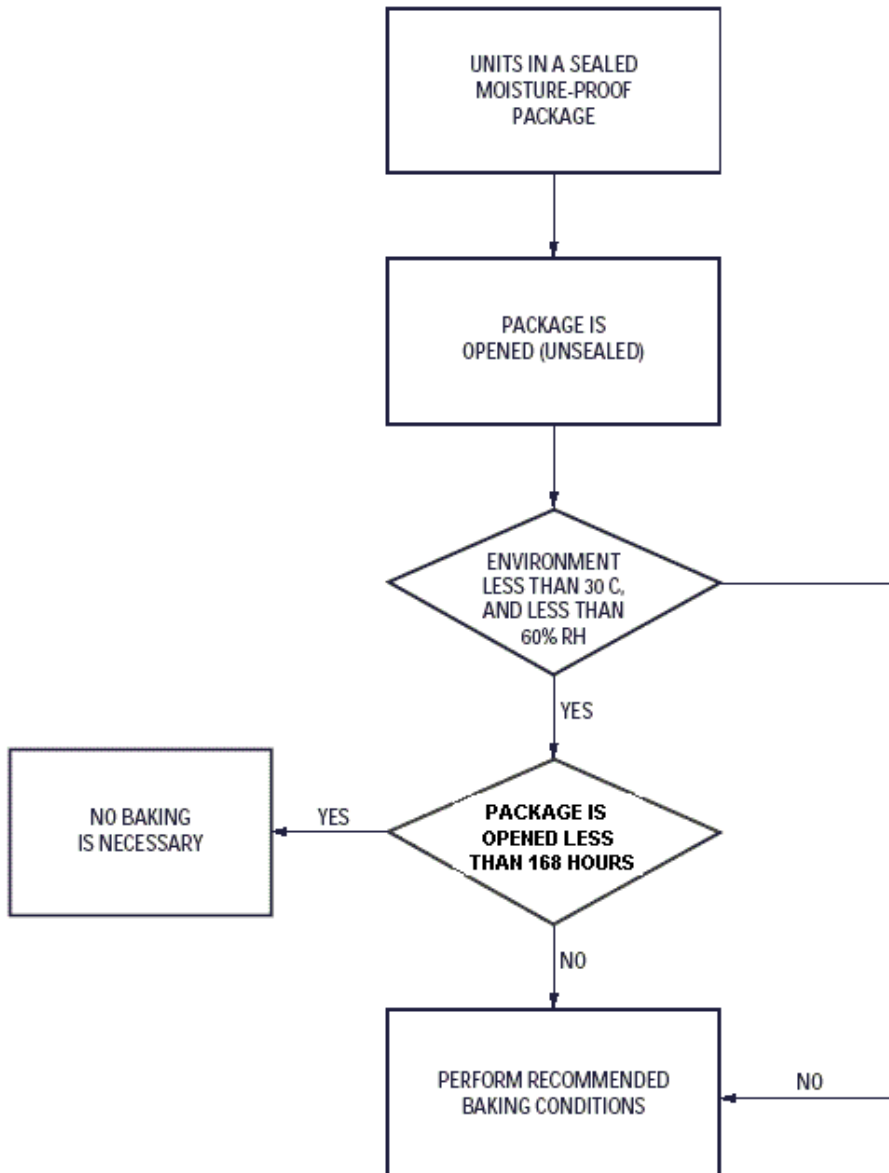 UNITS IN A SEALED
MOISTURE-PROOF
PACKAGE
PACKAGE IS
OPENED (UNSEALED)
ENVIRONMENT
LESS THAN 30 C,
AND LESS THAN
60% RH
YES
PACKAGE IS
OPENED LESS
THAN 168 HOURS
YES
NO BAKING
IS NECESSARY
NO
PERFORM RECOMMENDED
BAKING CONDITIONS
NO